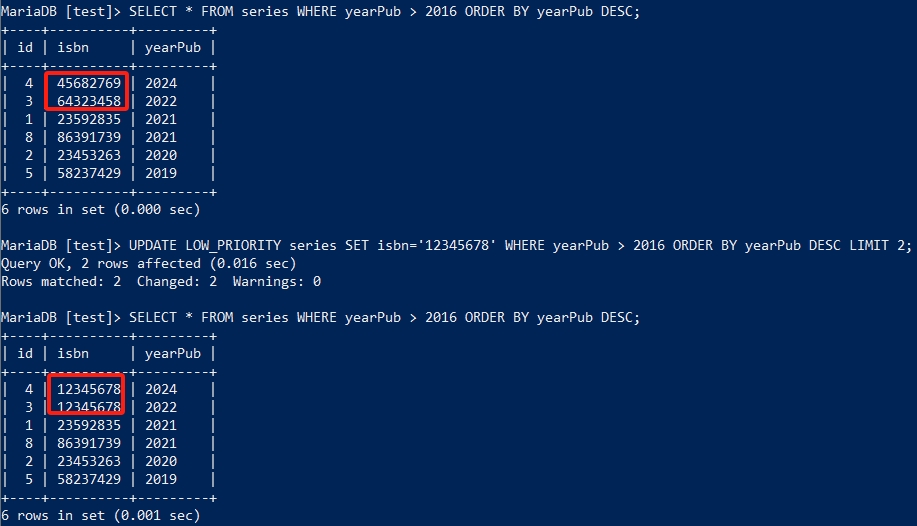 MariaDB [test]> SELECT * FROM series WHERE yearPub > 2016 ORDER BY yearPub DESC;
+----+----------+---------+
| id | isbn     | yearPub |
+----+----------+---------+
|  4 | 45682769 | 2024    |
|  3 | 64323458 | 2022    |
|  1 | 23592835 | 2021    |
|  8 | 86391739 | 2021    |
|  2 | 23453263 | 2020    |
|  5 | 58237429 | 2019    |
+----+----------+---------+
6 rows in set (0.000 sec)
MariaDB [test]> UPDATE LOW_PRIORITY series SET isbn='12345678' WHERE yearPub > 2016 ORDER BY yearPub DESC LIMIT 2;
Query OK, 2 rows affected (0.016 sec)
Rows matched: 2  Changed: 2  Warnings: 0
MariaDB [test]> SELECT * FROM series WHERE yearPub > 2016 ORDER BY yearPub DESC;
+----+----------+---------+
| id | isbn     | yearPub |
+----+----------+---------+
|  4 | 12345678 | 2024    |
|  3 | 12345678 | 2022    |
|  1 | 23592835 | 2021    |
|  8 | 86391739 | 2021    |
|  2 | 23453263 | 2020    |
|  5 | 58237429 | 2019    |
+----+----------+---------+
6 rows in set (0.001 sec)